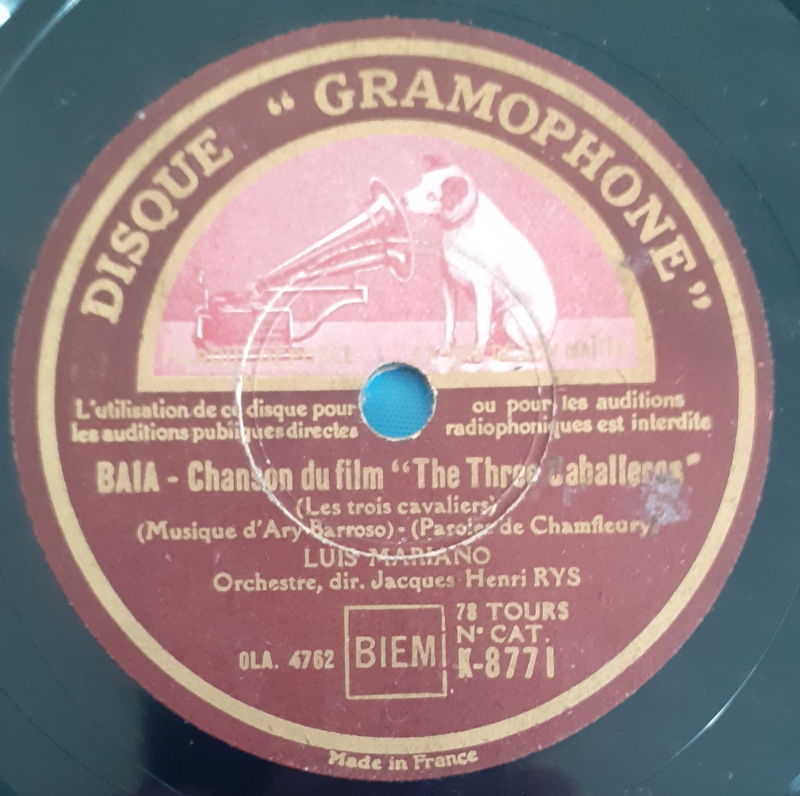 DISQUE "GRAMOPHONE"
L'utilisation de ce disque pour ou pour les auditions
les auditions publiques directes radiophoniques est interdite
BAIA - Chanson du film "The Three Caballeros"
(Les trois cavaliers)
(Musique d'Ary Barroso) - (Paroles de Chamfleury)
LUIS MARIANO
Orchestre, dir. Jacques Henri RYS
78 TOURS
N° CAT.
OLA. 4762 BIEM K-8771
Made in France